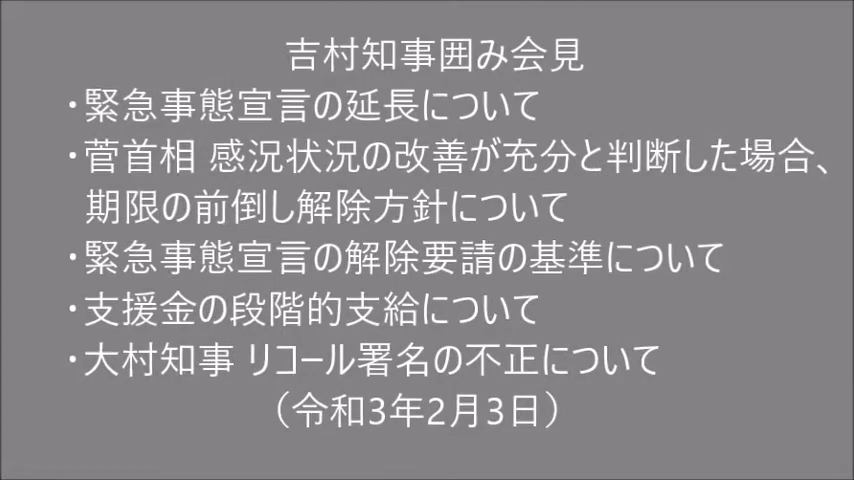 吉村知事囲み会見
・緊急事態宣言の延長について
・菅首相 感況状況の改善が充分と判断した場合、
期限の前倒し解除方針について
・緊急事態宣言の解除要請の基準について
・支援金の段階的支給について
・大村知事 リコール署名の不正について
（令和3年2月3日）